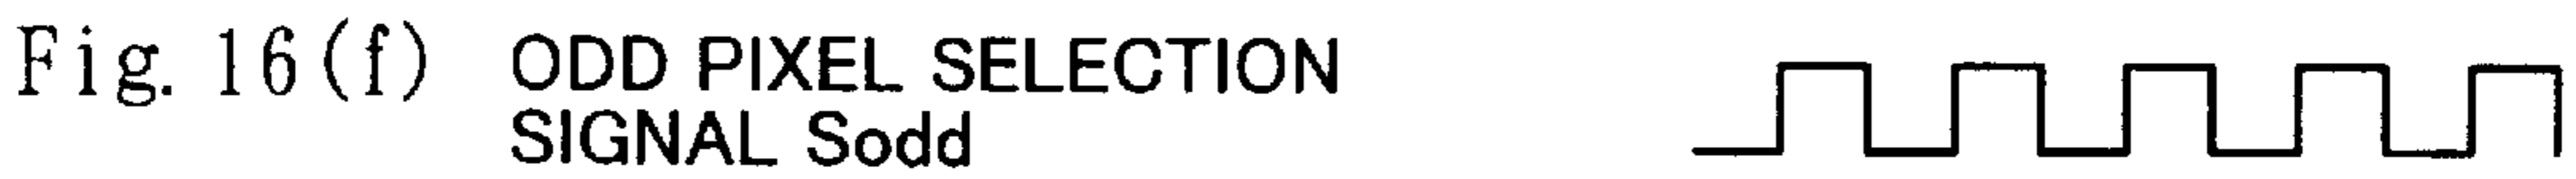 Fig. 16(f) ODD PIXEL SELECTION
SIGNAL Sodd